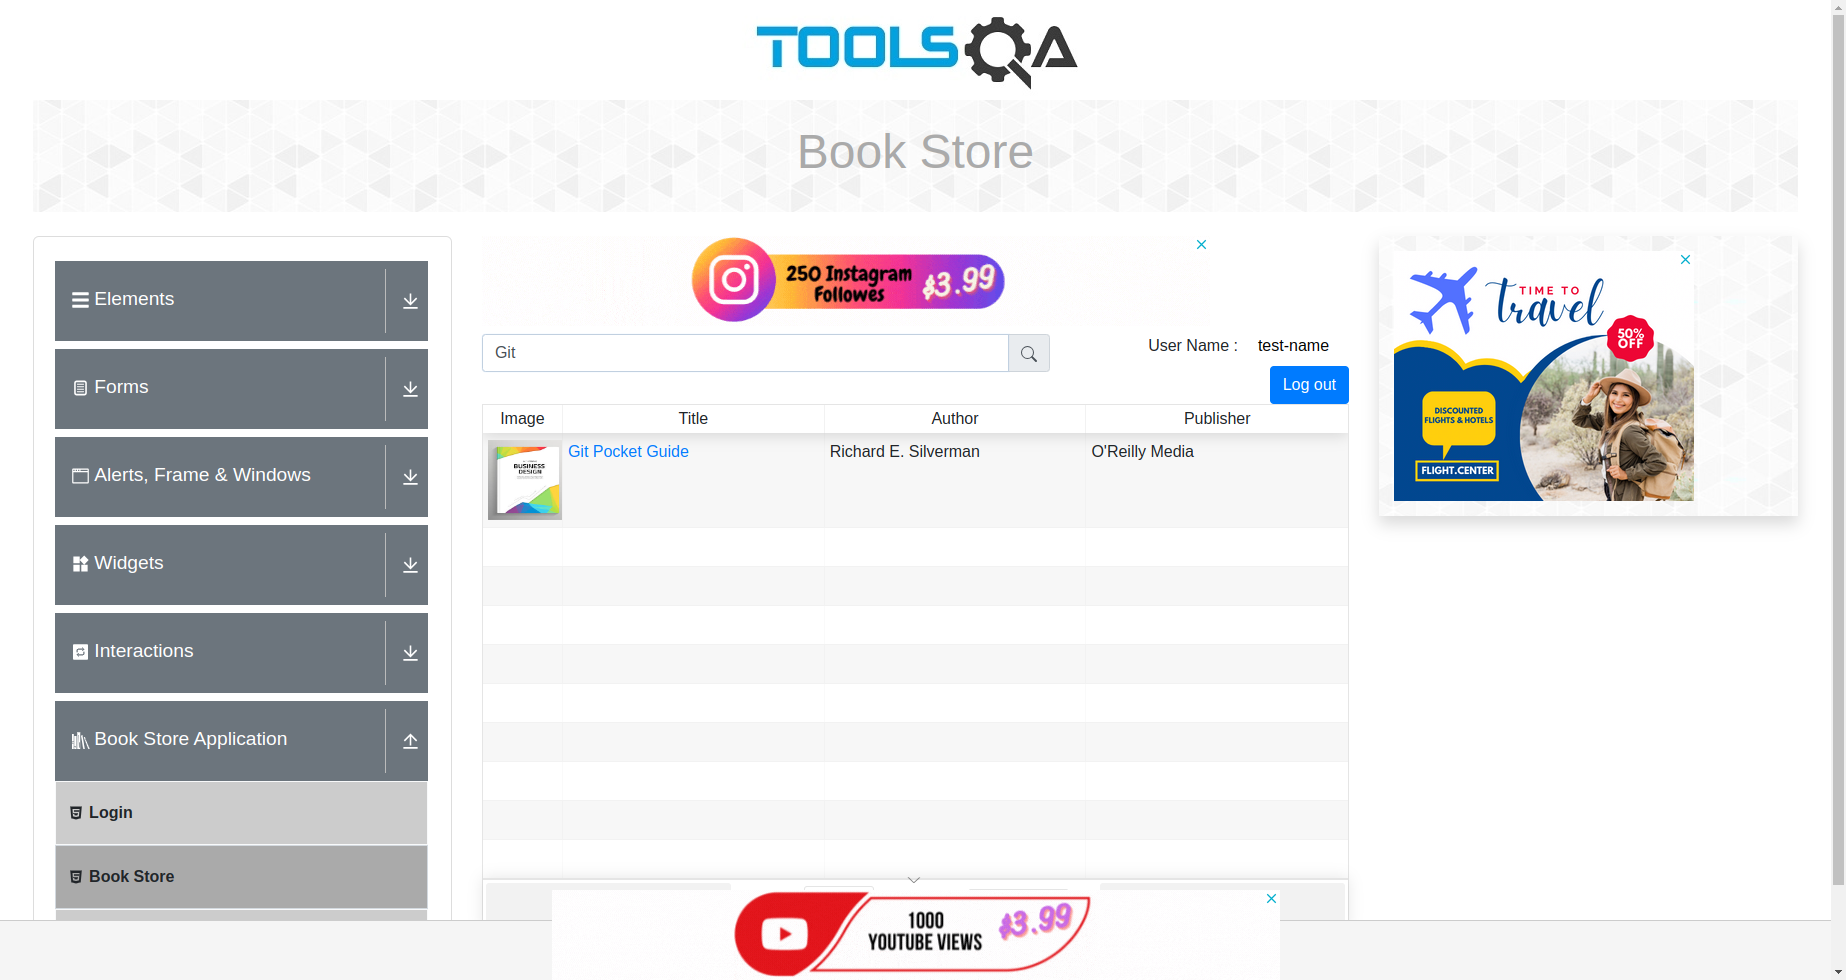 TOOLSQA
Book Store
Elements
Forms
Alerts, Frame & Windows
Widgets
Interactions
Book Store Application
Login
Book Store
250 Instagram
Followes
$3.99
Git
User Name :
test-name
Log out
Image
Title
Author
Publisher
BUSINESS
DESIGN
Git Pocket Guide
Richard E. Silverman
O'Reilly Media
TIME TO
travel
50%
OFF
DISCOUNTED
FLIGHTS & HOTELS
FLIGHT.CENTER
1000
YOUTUBE VIEWS
$3.99